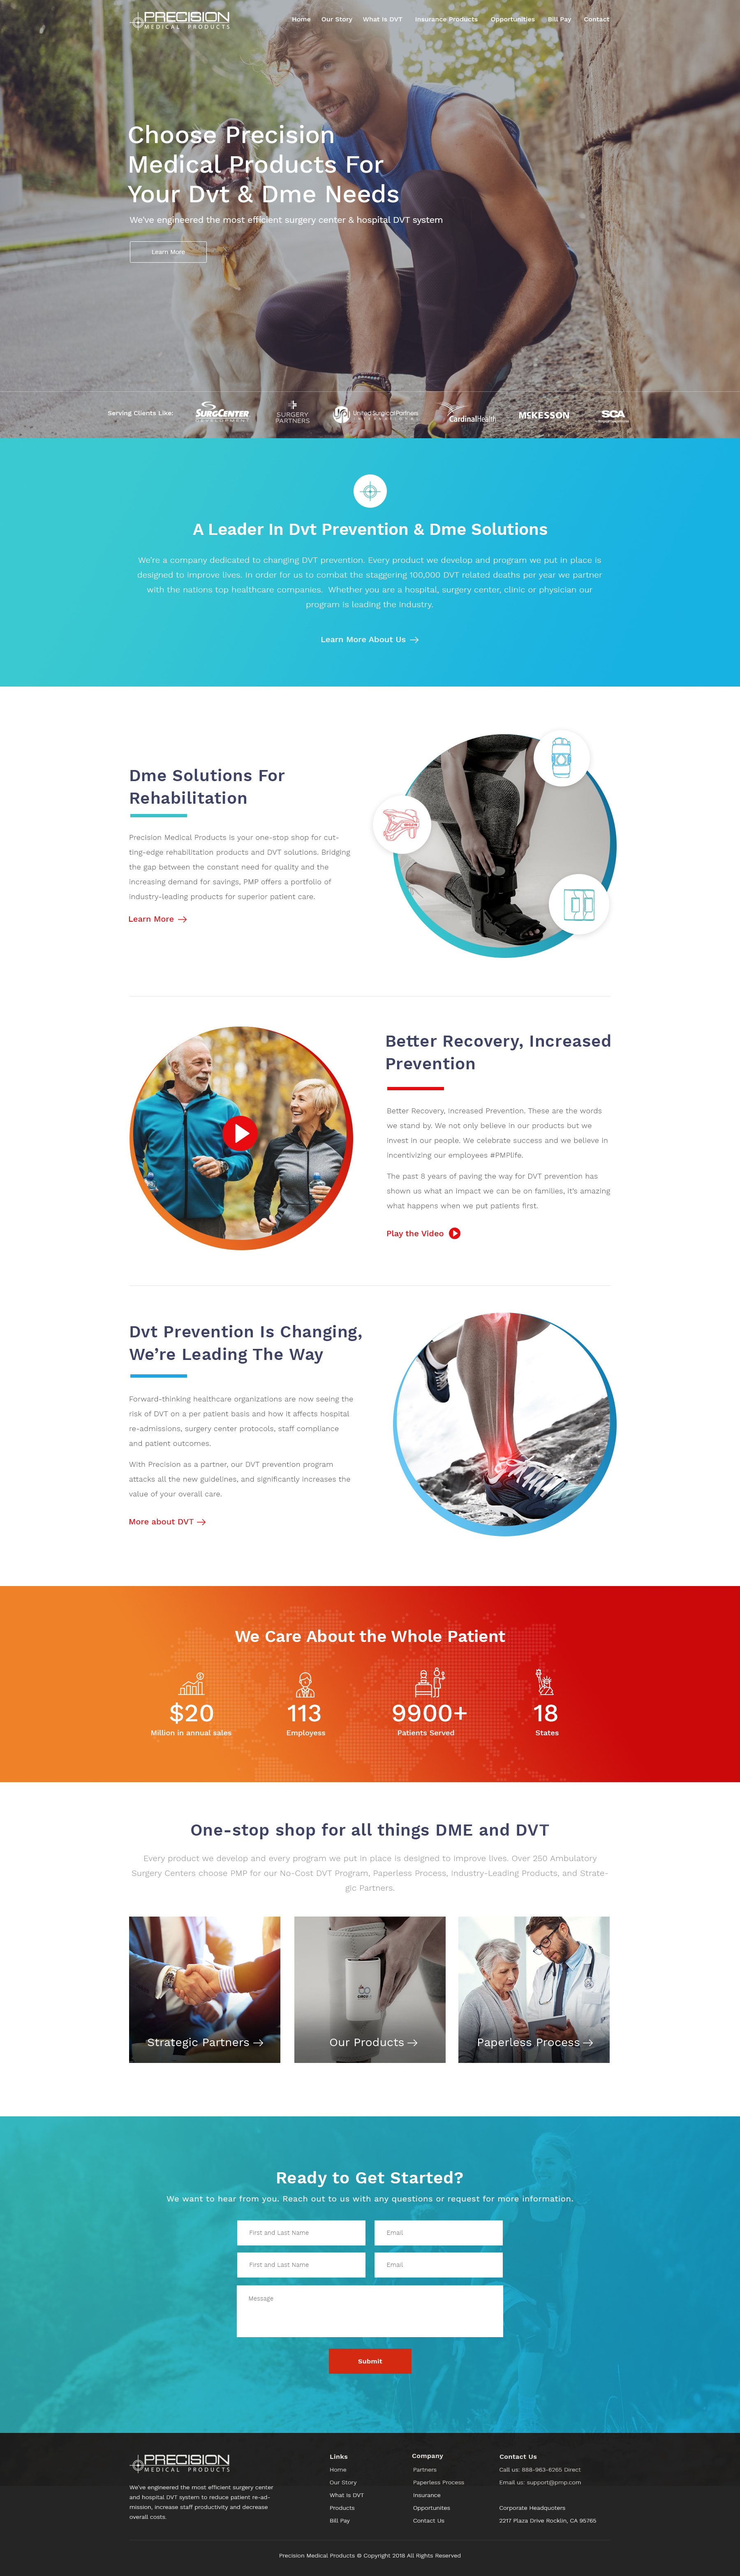 PRECISION
MEDICAL PRODUCTS
Home Our Story What Is DVT Insurance Products Opportunities Bill Pay Contact
Choose Precision
Medical Products For
Your Dvt & Dme Needs
We've engineered the most efficient surgery center & hospital DVT system
Learn More
Serving Clients Like:
SURGCENTER
DEVELOPMENT
SURGERY
PARTNERS
United Surgical Partners
INTERNATIONAL
CardinalHealth
McKESSON
SCA
A Leader In Dvt Prevention & Dme Solutions
We're a company dedicated to changing DVT prevention. Every product we develop and program we put in place is
designed to improve lives. In order for us to combat the staggering 100,000 DVT related deaths per year we partner
with the nations top healthcare companies. Whether you are a hospital, surgery center, clinic or physician our
program is leading the industry.
Learn More About Us
Dme Solutions For
Rehabilitation
Precision Medical Products is your one-stop shop for cut-
ting-edge rehabilitation products and DVT solutions. Bridging
the gap between the constant need for quality and the
increasing demand for savings, PMP offers a portfolio of
industry-leading products for superior patient care.
Learn More
Better Recovery, Increased
Prevention
Better Recovery, Increased Prevention. These are the words
we stand by. We not only believe in our products but we
invest in our people. We celebrate success and we believe in
incentivizing our employees #PMPlife.
The past 8 years of paving the way for DVT prevention has
shown us what an impact we can be on families, it's amazing
what happens when we put patients first.
Play the Video
Dvt Prevention Is Changing,
We're Leading The Way
Forward-thinking healthcare organizations are now seeing the
risk of DVT on a per patient basis and how it affects hospital
re-admissions, surgery center protocols, staff compliance
and patient outcomes.
With Precision as a partner, our DVT prevention program
attacks all the new guidelines, and significantly increases the
value of your overall care.
More about DVT
We Care About the Whole Patient
$20
Million in annual sales
113
Employess
9900+
Patients Served
18
States
One-stop shop for all things DME and DVT
Every product we develop and every program we put in place is designed to improve lives. Over 250 Ambulatory
Surgery Centers choose PMP for our No-Cost DVT Program, Paperless Process, Industry-Leading Products, and Strate-
gic Partners.
Strategic Partners
Our Products
Paperless Process
Ready to Get Started?
We want to hear from you. Reach out to us with any questions or request for more information.
First and Last Name
Email
First and Last Name
Email
Message
Submit
PRECISION
MEDICAL PRODUCTS
We've engineered the most efficient surgery center
and hospital DVT system to reduce patient re-ad-
mission, increase staff productivity and decrease
overall costs.
Links
Home
Our Story
What Is DVT
Products
Bill Pay
Company
Partners
Paperless Process
Insurance
Opportunites
Contact Us
Contact Us
Call us: 888-963-6265 Direct
Email us: support@pmp.com
Corporate Headquoters
2217 Plaza Drive Rocklin, CA 95765
Precision Medical Products © Copyright 2018 All Rights Reserved